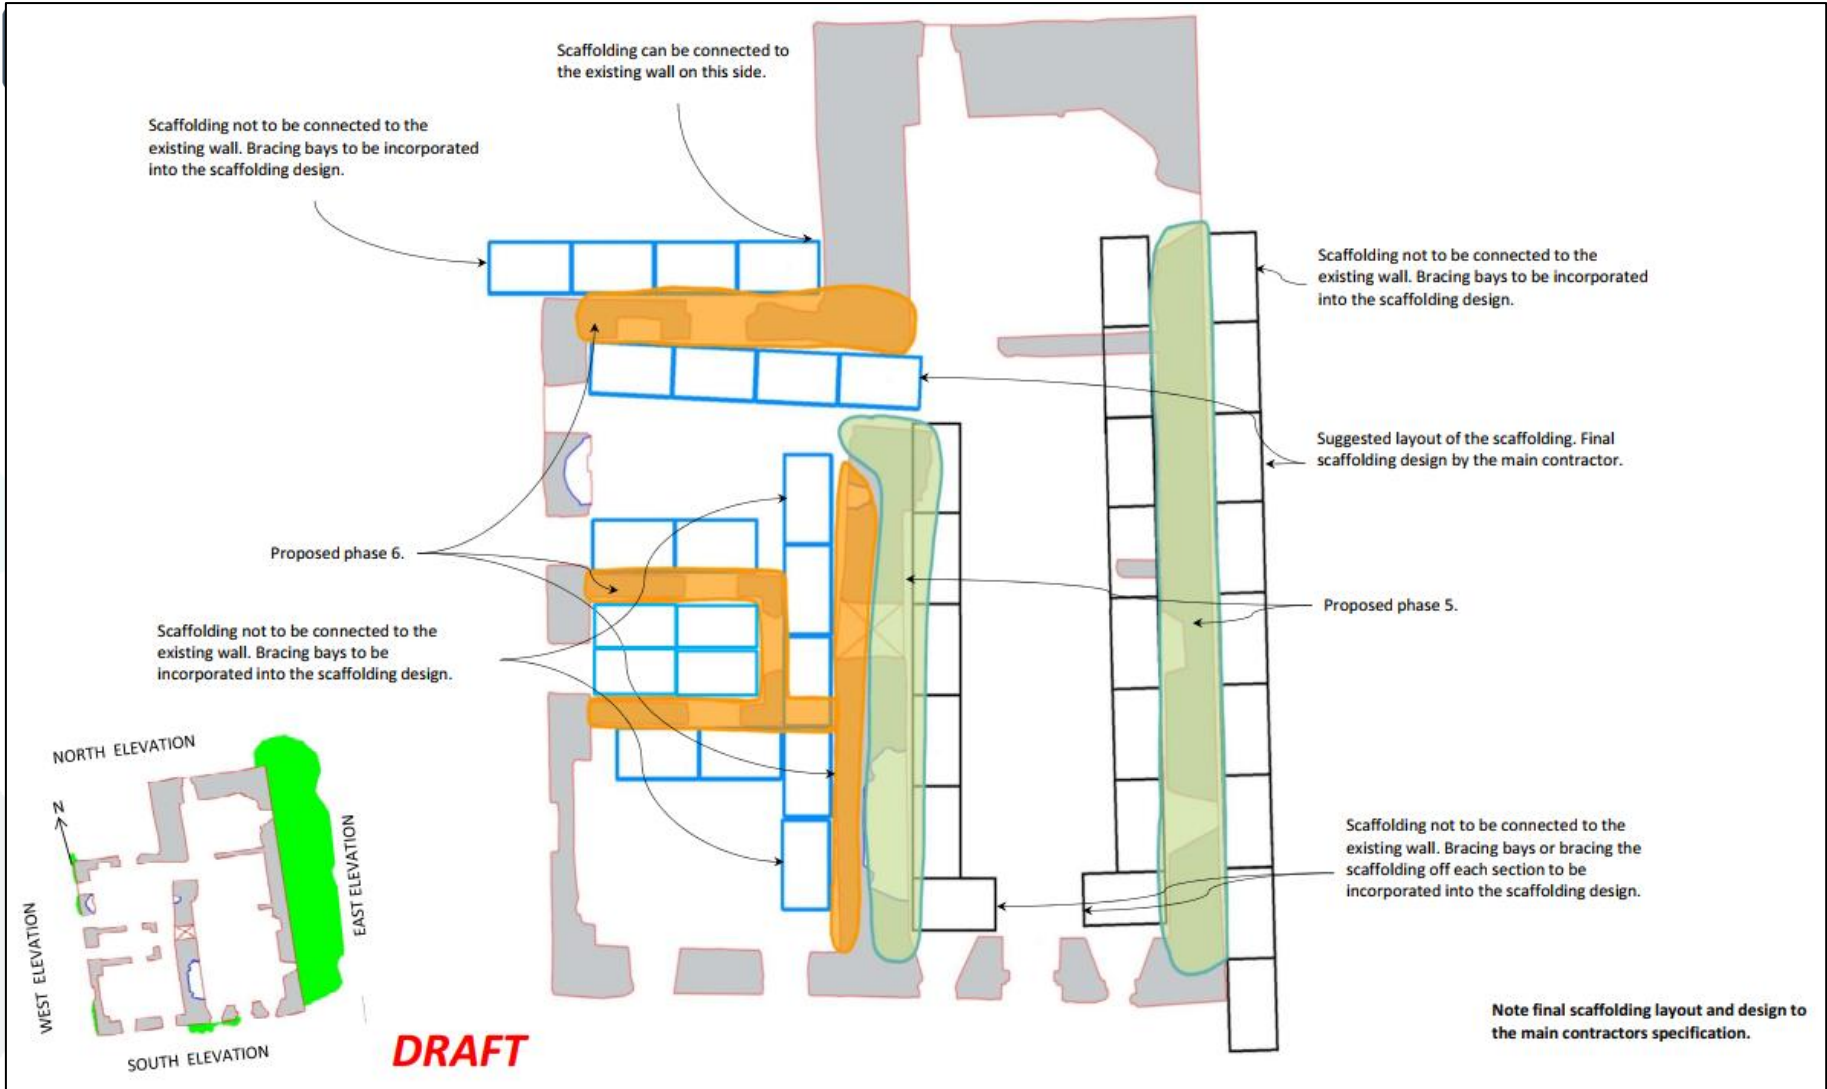 Scaffolding can be connected to
the existing wall on this side.
Scaffolding not to be connected to the
existing wall. Bracing bays to be incorporated
into the scaffolding design.
Scaffolding not to be connected to the
existing wall. Bracing bays to be incorporated
into the scaffolding design.
Suggested layout of the scaffolding. Final
scaffolding design by the main contractor.
Proposed phase 6.
Proposed phase 5.
Scaffolding not to be connected to the
existing wall. Bracing bays to be
incorporated into the scaffolding design.
Scaffolding not to be connected to the
existing wall. Bracing bays or bracing the
scaffolding off each section to be
incorporated into the scaffolding design.
NORTH ELEVATION
N
WEST ELEVATION
EAST ELEVATION
SOUTH ELEVATION
DRAFT
Note final scaffolding layout and design to
the main contractors specification.